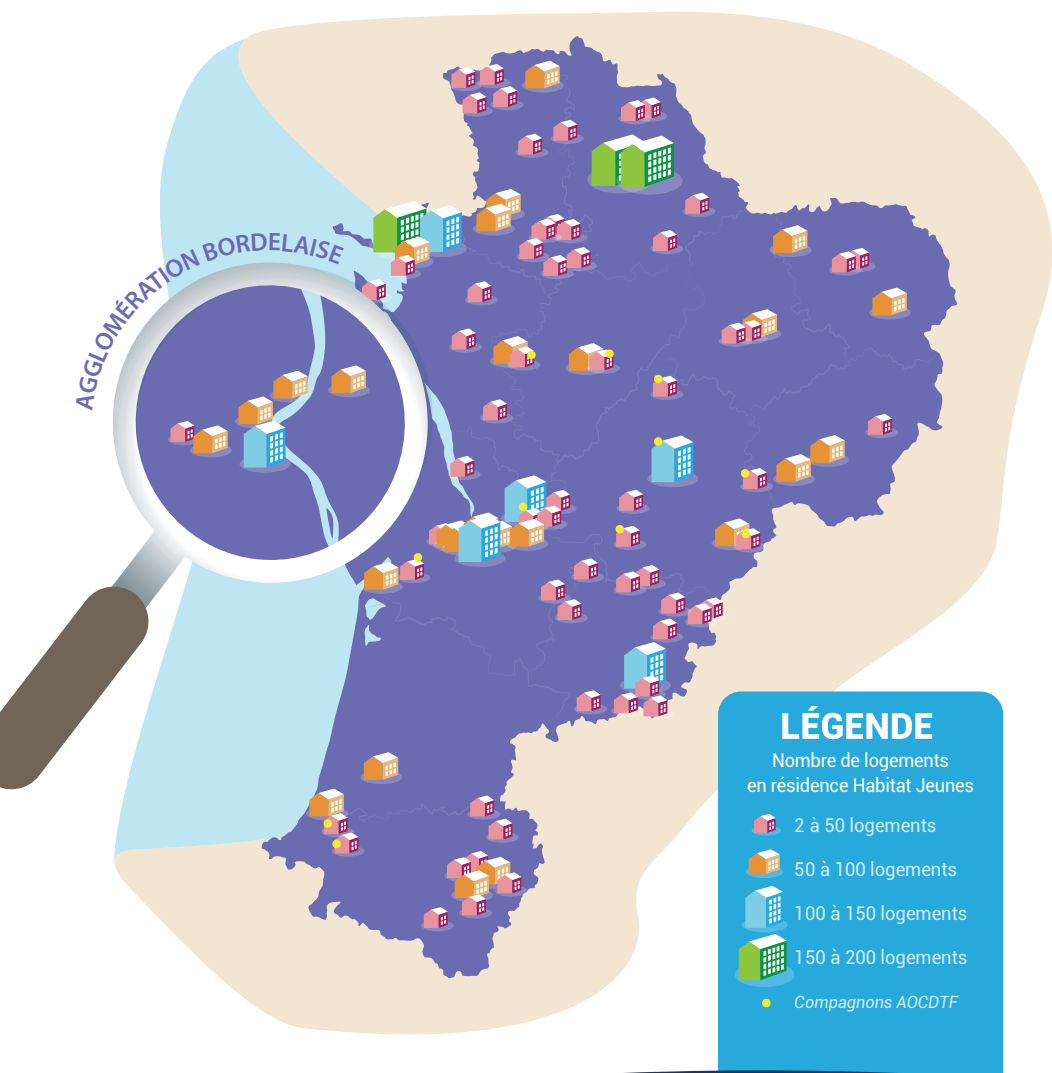 AGGLOMÉRATION BORDELAISE
LÉGENDE
Nombre de logements
en résidence Habitat Jeunes
2 à 50 logements
50 à 100 logements
100 à 150 logements
150 à 200 logements
Compagnons AOCDTF